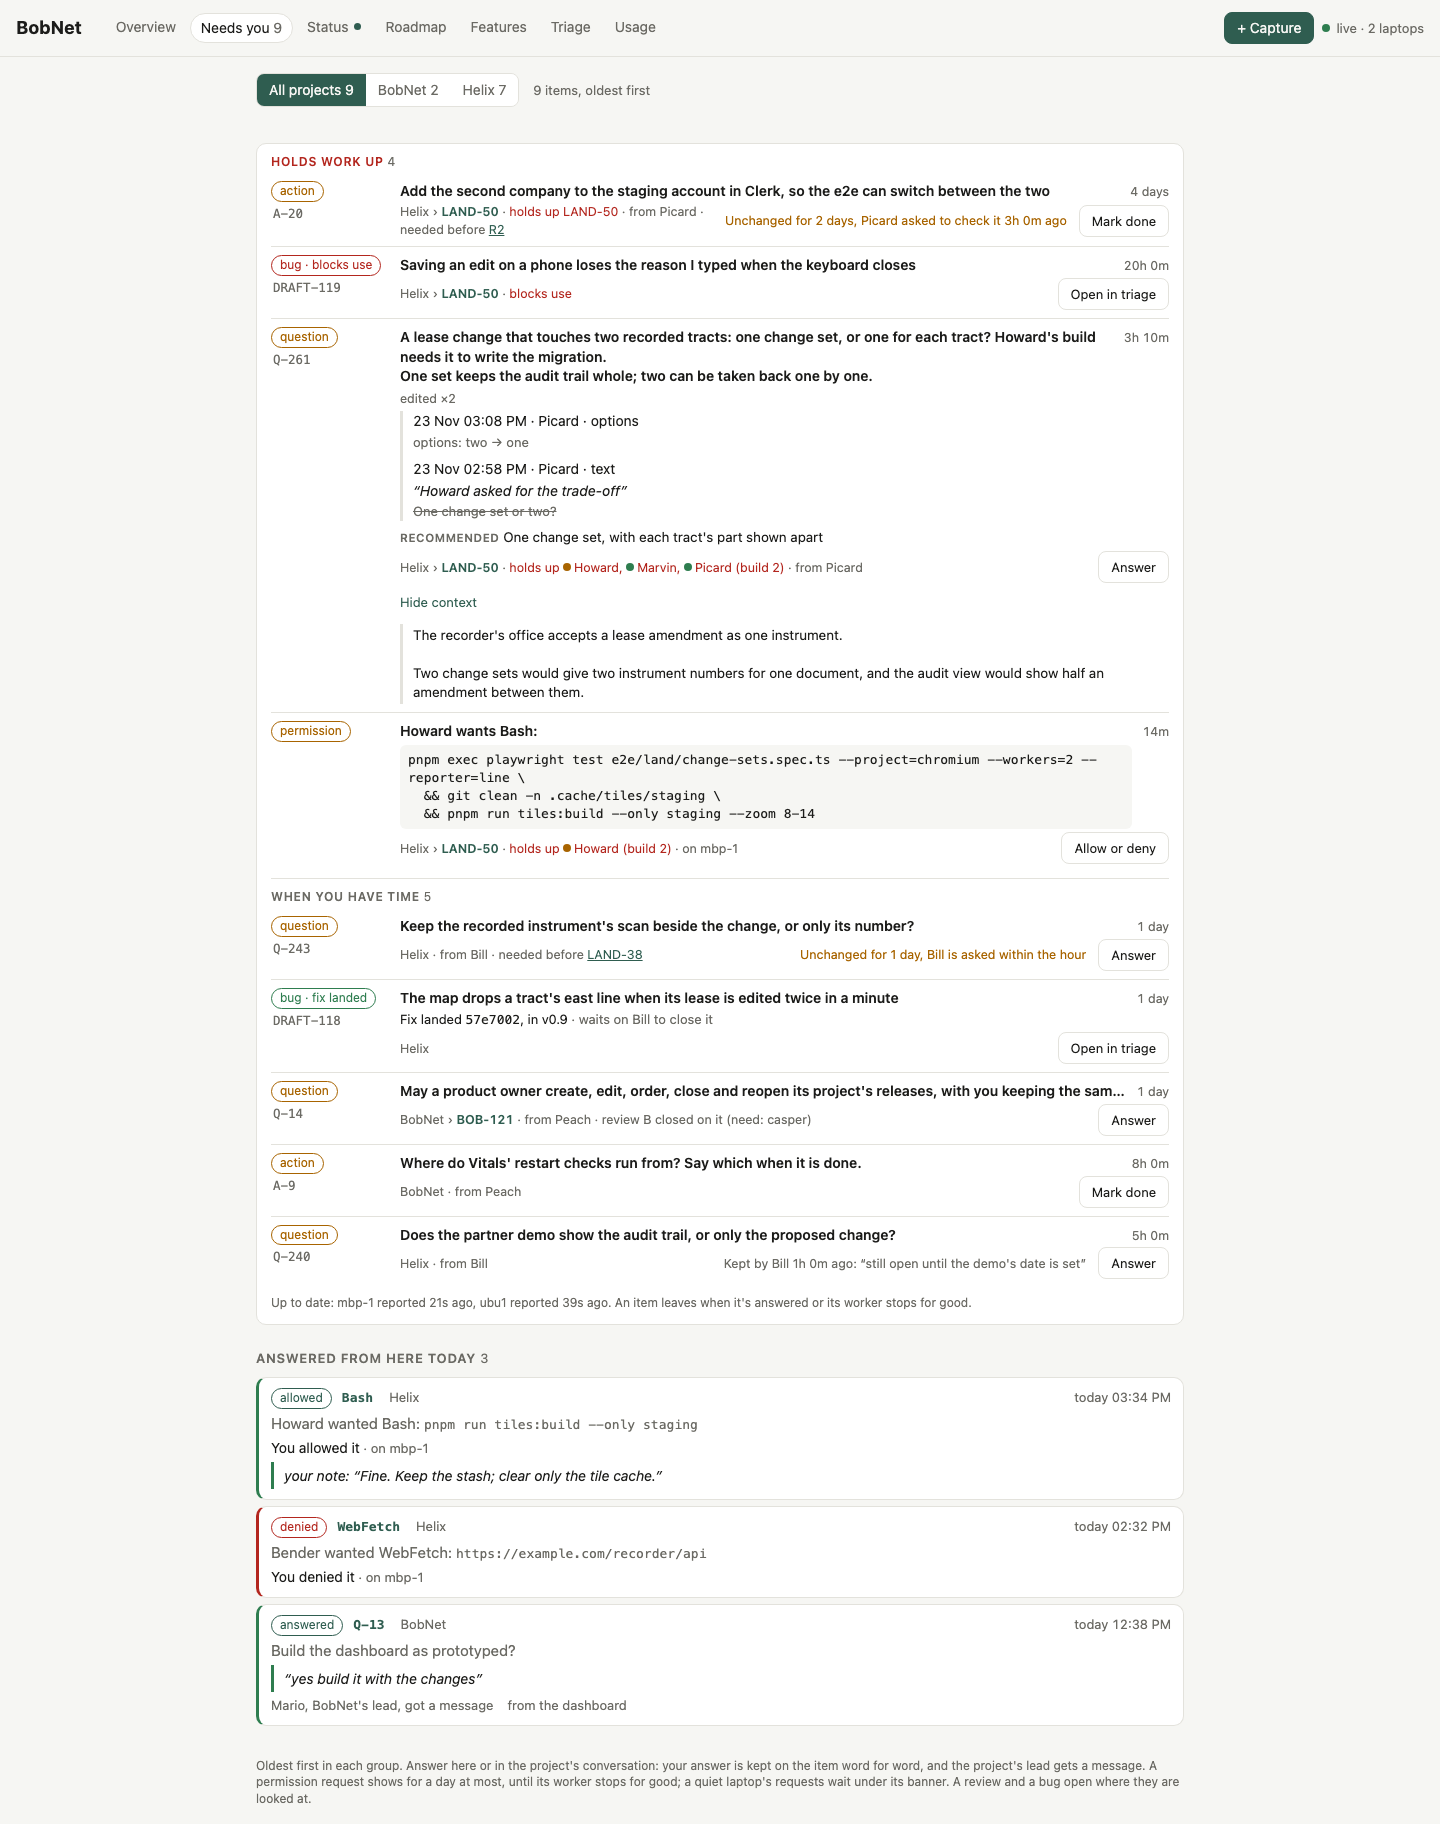 BobNet
Overview
Needs you 9
Status
Roadmap
Features
Triage
Usage
+ Capture
live · 2 laptops
All projects 9
BobNet 2
Helix 7
9 items, oldest first
HOLDS WORK UP 4
action
A-20
Add the second company to the staging account in Clerk, so the e2e can switch between the two
4 days
Helix › LAND-50 · holds up LAND-50 · from Picard ·
needed before R2
Unchanged for 2 days, Picard asked to check it 3h 0m ago
Mark done
bug · blocks use
DRAFT-119
Saving an edit on a phone loses the reason I typed when the keyboard closes
20h 0m
Helix › LAND-50 · blocks use
Open in triage
question
Q-261
A lease change that touches two recorded tracts: one change set, or one for each tract? Howard's build
needs it to write the migration.
One set keeps the audit trail whole; two can be taken back one by one.
3h 10m
edited ×2
23 Nov 03:08 PM · Picard · options
options: two → one
23 Nov 02:58 PM · Picard · text
“Howard asked for the trade-off”
One change set or two?
RECOMMENDED One change set, with each tract's part shown apart
Helix › LAND-50 · holds up Howard, Marvin, Picard (build 2) · from Picard
Answer
Hide context
The recorder's office accepts a lease amendment as one instrument.
Two change sets would give two instrument numbers for one document, and the audit view would show half an
amendment between them.
permission
Howard wants Bash:
14m
pnpm exec playwright test e2e/land/change-sets.spec.ts --project=chromium --workers=2 --
reporter=line \
&& git clean -n .cache/tiles/staging \
&& pnpm run tiles:build --only staging --zoom 8-14
Helix › LAND-50 · holds up Howard (build 2) · on mbp-1
Allow or deny
WHEN YOU HAVE TIME 5
question
Q-243
Keep the recorded instrument's scan beside the change, or only its number?
1 day
Helix · from Bill · needed before LAND-38
Unchanged for 1 day, Bill is asked within the hour
Answer
bug · fix landed
DRAFT-118
The map drops a tract's east line when its lease is edited twice in a minute
1 day
Fix landed 57e7002, in v0.9 · waits on Bill to close it
Helix
Open in triage
question
Q-14
May a product owner create, edit, order, close and reopen its project's releases, with you keeping the sam...
1 day
BobNet › BOB-121 · from Peach · review B closed on it (need: casper)
Answer
action
A-9
Where do Vitals' restart checks run from? Say which when it is done.
8h 0m
BobNet · from Peach
Mark done
question
Q-240
Does the partner demo show the audit trail, or only the proposed change?
5h 0m
Helix · from Bill
Kept by Bill 1h 0m ago: “still open until the demo's date is set”
Answer
Up to date: mbp-1 reported 21s ago, ubu1 reported 39s ago. An item leaves when it's answered or its worker stops for good.
ANSWERED FROM HERE TODAY 3
allowed Bash Helix
today 03:34 PM
Howard wanted Bash: pnpm run tiles:build --only staging
You allowed it · on mbp-1
your note: “Fine. Keep the stash; clear only the tile cache.”
denied WebFetch Helix
today 02:32 PM
Bender wanted WebFetch: https://example.com/recorder/api
You denied it · on mbp-1
answered Q-13 BobNet
today 12:38 PM
Build the dashboard as prototyped?
“yes build it with the changes”
Mario, BobNet's lead, got a message from the dashboard
Oldest first in each group. Answer here or in the project's conversation: your answer is kept on the item word for word, and the project's lead gets a message. A
permission request shows for a day at most, until its worker stops for good; a quiet laptop's requests wait under its banner. A review and a bug open where they are
looked at.